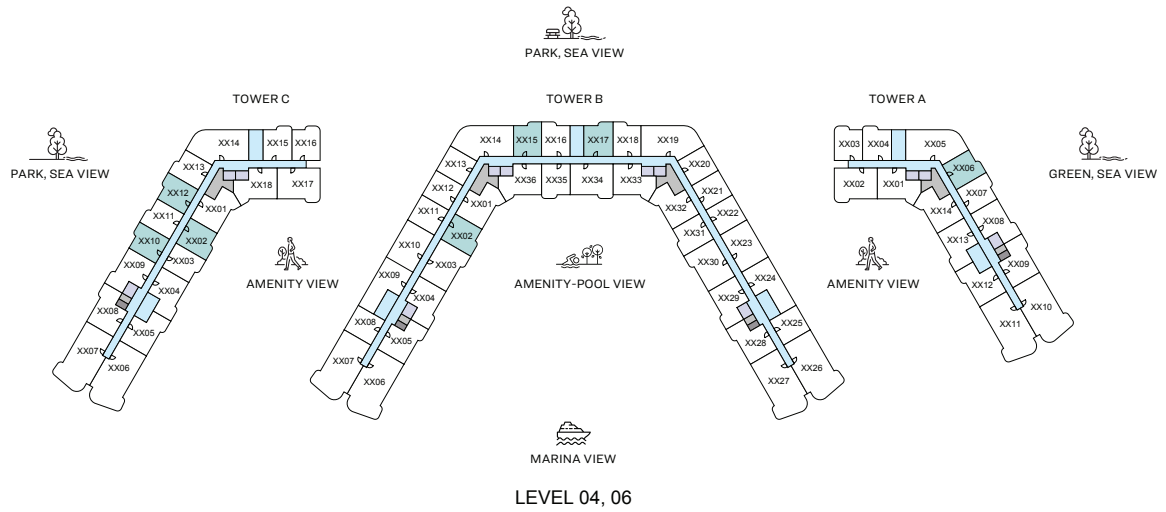 PARK, SEA VIEW
TOWER C
TOWER B
TOWER A
PARK, SEA VIEW
GREEN, SEA VIEW
XX14
XX15
XX16
XX13
XX18
XX17
XX12
XX01
XX11
XX02
XX10
XX03
XX09
XX04
XX08
XX05
XX07
XX06
AMENITY VIEW
XX14
XX15
XX16
XX17
XX18
XX19
XX13
XX36
XX35
XX34
XX33
XX20
XX12
XX01
XX32
XX21
XX11
XX02
XX31
XX22
XX10
XX03
XX30
XX23
XX09
XX04
XX29
XX24
XX08
XX05
XX28
XX25
XX07
XX06
XX27
XX26
AMENITY-POOL VIEW
XX03
XX04
XX05
XX02
XX01
XX06
XX07
XX14
XX08
XX13
XX09
XX12
XX10
XX11
AMENITY VIEW
MARINA VIEW
LEVEL 04, 06